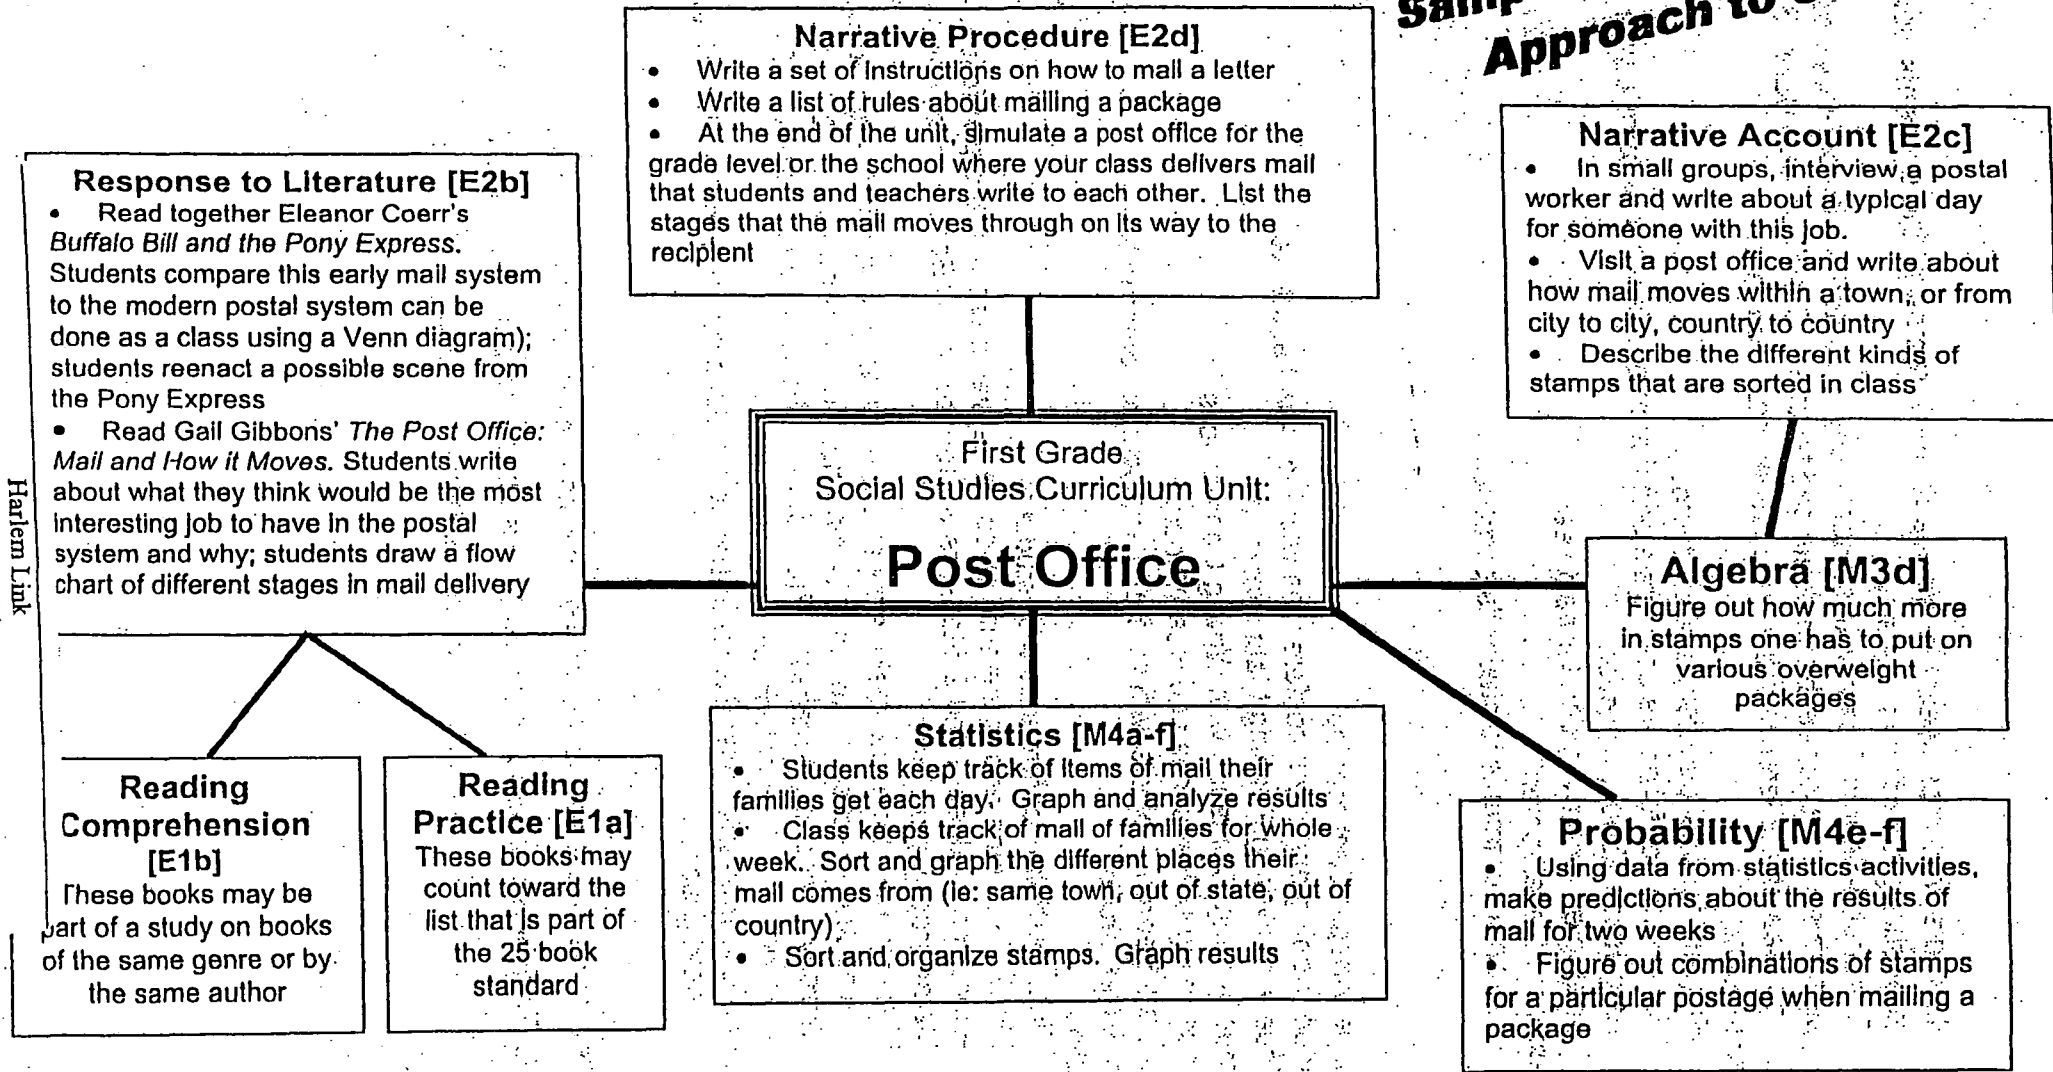 Approach to
Narrative Procedure [E2d]
• Write a set of instructions on how to mail a letter
• Write a list of rules about mailing a package
• At the end of the unit, simulate a post office for the
grade level or the school where your class delivers mail
that students and teachers write to each other. List the
stages that the mail moves through on its way to the
recipient
Narrative Account [E2c]
• In small groups, interview a postal
worker and write about a typical day
for someone with this job.
• Visit a post office and write about
how mail moves within a town, or from
city to city, country to country
• Describe the different kinds of
stamps that are sorted in class
Response to Literature [E2b]
• Read together Eleanor Coerr's
Buffalo Bill and the Pony Express.
Students compare this early mail system
to the modern postal system can be
done as a class using a Venn diagram);
students reenact a possible scene from
the Pony Express
• Read Gail Gibbons' The Post Office:
Mail and How it Moves. Students write
about what they think would be the most
interesting job to have in the postal
system and why; students draw a flow
chart of different stages in mail delivery
Harlem Link
First Grade
Social Studies Curriculum Unit:
Post Office
Algebra [M3d]
Figure out how much more
in stamps one has to put on
various overweight
packages
Reading
Comprehension
[E1b]
These books may be
part of a study on books
of the same genre or by
the same author
Reading
Practice [E1a]
These books may
count toward the
list that is part of
the 25 book
standard
Statistics [M4a-f]
• Students keep track of items of mail their
families get each day. Graph and analyze results
• Class keeps track of mail of families for whole
week. Sort and graph the different places their
mail comes from (ie: same town, out of state, out of
country)
• Sort and organize stamps. Graph results
Probability [M4e-f]
• Using data from statistics activities,
make predictions about the results of
mail for two weeks
• Figure out combinations of stamps
for a particular postage when mailing a
package